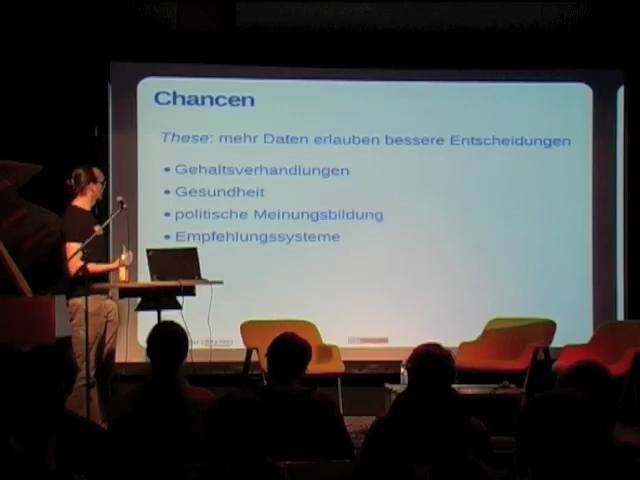 Chancen
These: mehr Daten erlauben bessere Entscheidungen
• Gehaltsverhandlungen
• Gesundheit
• politische Meinungsbildung
• Empfehlungssysteme